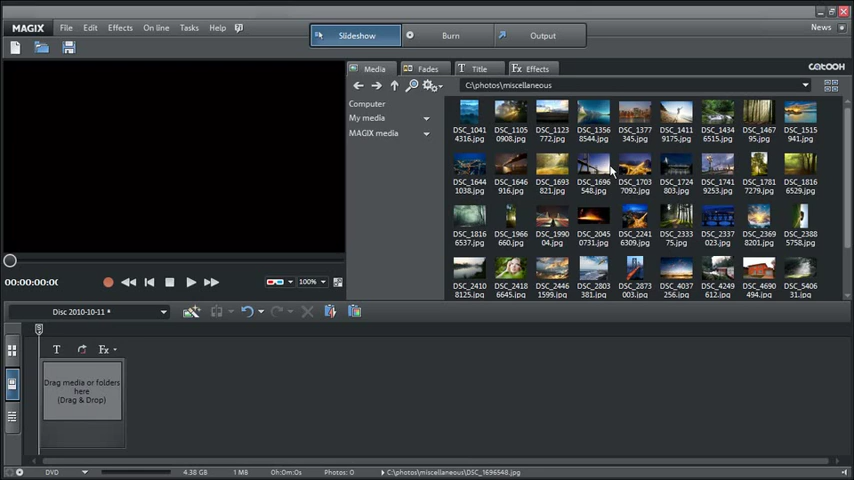 MAGIX File Edit Effects On line Tasks Help
Slideshow Burn Output
News
Media Fades Title Effects
catooh
C:\photos\miscellaneous
Computer
My media
MAGIX media
DSC_1041 4316.jpg
DSC_1105 0908.jpg
DSC_1123 772.jpg
DSC_1356 8544.jpg
DSC_1377 345.jpg
DSC_1411 9175.jpg
DSC_1434 6515.jpg
DSC_1467 95.jpg
DSC_1515 941.jpg
DSC_1644 1038.jpg
DSC_1646 916.jpg
DSC_1693 821.jpg
DSC_1696 548.jpg
DSC_1703 7092.jpg
DSC_1724 803.jpg
DSC_1741 9253.jpg
DSC_1781 7279.jpg
DSC_1816 6529.jpg
DSC_1816 6537.jpg
DSC_1966 660.jpg
DSC_1990 04.jpg
DSC_2045 0731.jpg
DSC_2241 6309.jpg
DSC_2333 75.jpg
DSC_2337 023.jpg
DSC_2369 8201.jpg
DSC_2388 5758.jpg
DSC_2410 8125.jpg
DSC_2418 6645.jpg
DSC_2446 1599.jpg
DSC_2803 381.jpg
DSC_2873 003.jpg
DSC_4037 256.jpg
DSC_4249 612.jpg
DSC_4690 494.jpg
DSC_5406 31.jpg
00:00:00:0(
100%
Disc 2010-10-11 *
T Fx
Drag media or folders
here
(Drag & Drop)
DVD 4.38 GB 1 MB 0h:0m:0s Photos: 0 C:\photos\miscellaneous\DSC_1696548.jpg